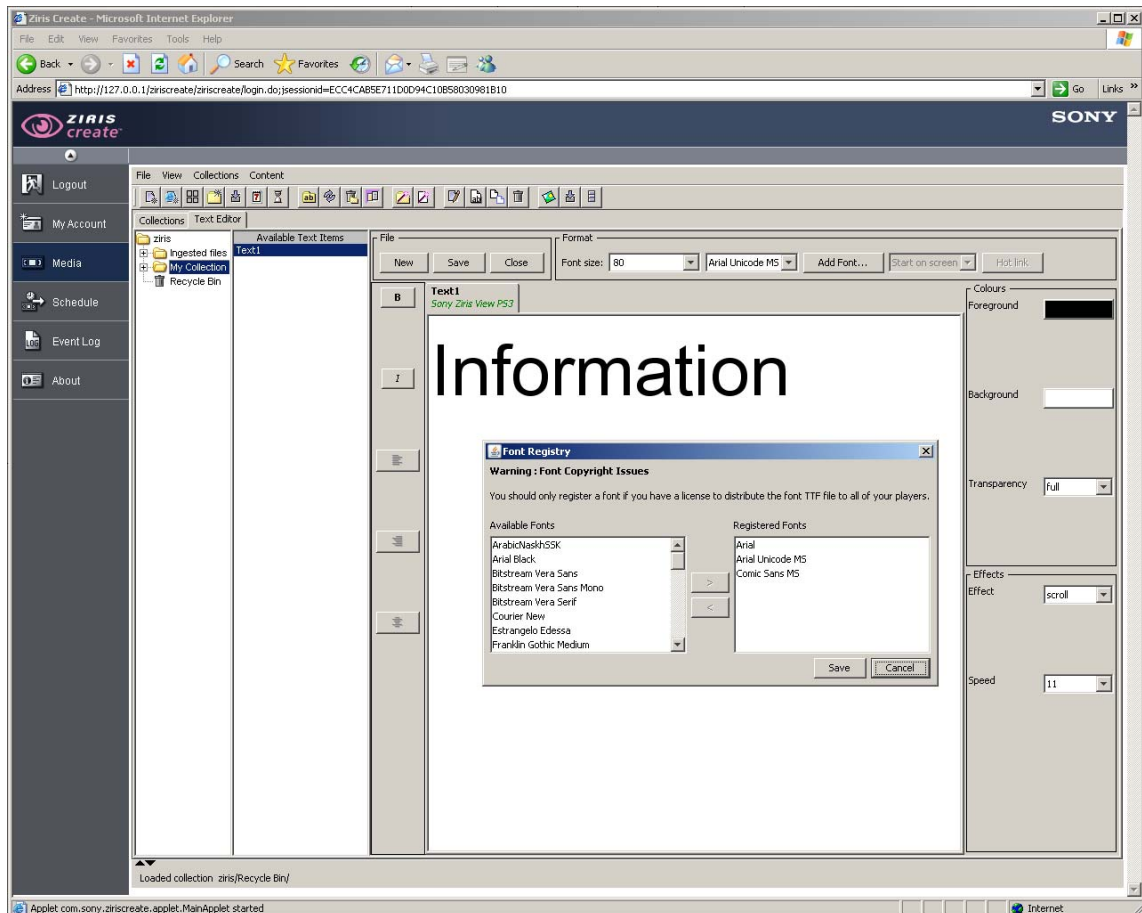 Ziris Create - Microsoft Internet Explorer
File Edit View Favorites Tools Help
Back Search Favorites
Address http://127.0.0.1/ziriscreate/ziriscreate/login.do;jsessionid=ECC4CAB5E711D0D94C10B58030981B10 Go Links »
ZIRIS create SONY
Logout
My Account
Media
Schedule
LOG Event Log
About
File View Collections Content
Collections Text Editor
ziris
Ingested files
My Collection
Recycle Bin
Available Text Items
Text1
File
New Save Close
Format
Font size: 80 Arial Unicode MS Add Font... Start on screen Hot link
B
I
Text1
Sony Ziris View PS3
Information
Font Registry
Warning : Font Copyright Issues
You should only register a font if you have a license to distribute the font TTF file to all of your players.
Available Fonts
ArabicNaskhSSK
Arial Black
Bitstream Vera Sans
Bitstream Vera Sans Mono
Bitstream Vera Serif
Courier New
Estrangelo Edessa
Franklin Gothic Medium
>
<
Registered Fonts
Arial
Arial Unicode MS
Comic Sans MS
Save Cancel
Colours
Foreground
Background
Transparency full
Effects
Effect scroll
Speed 11
Loaded collection ziris/Recycle Bin/
Applet com.sony.ziriscreate.applet.MainApplet started Internet